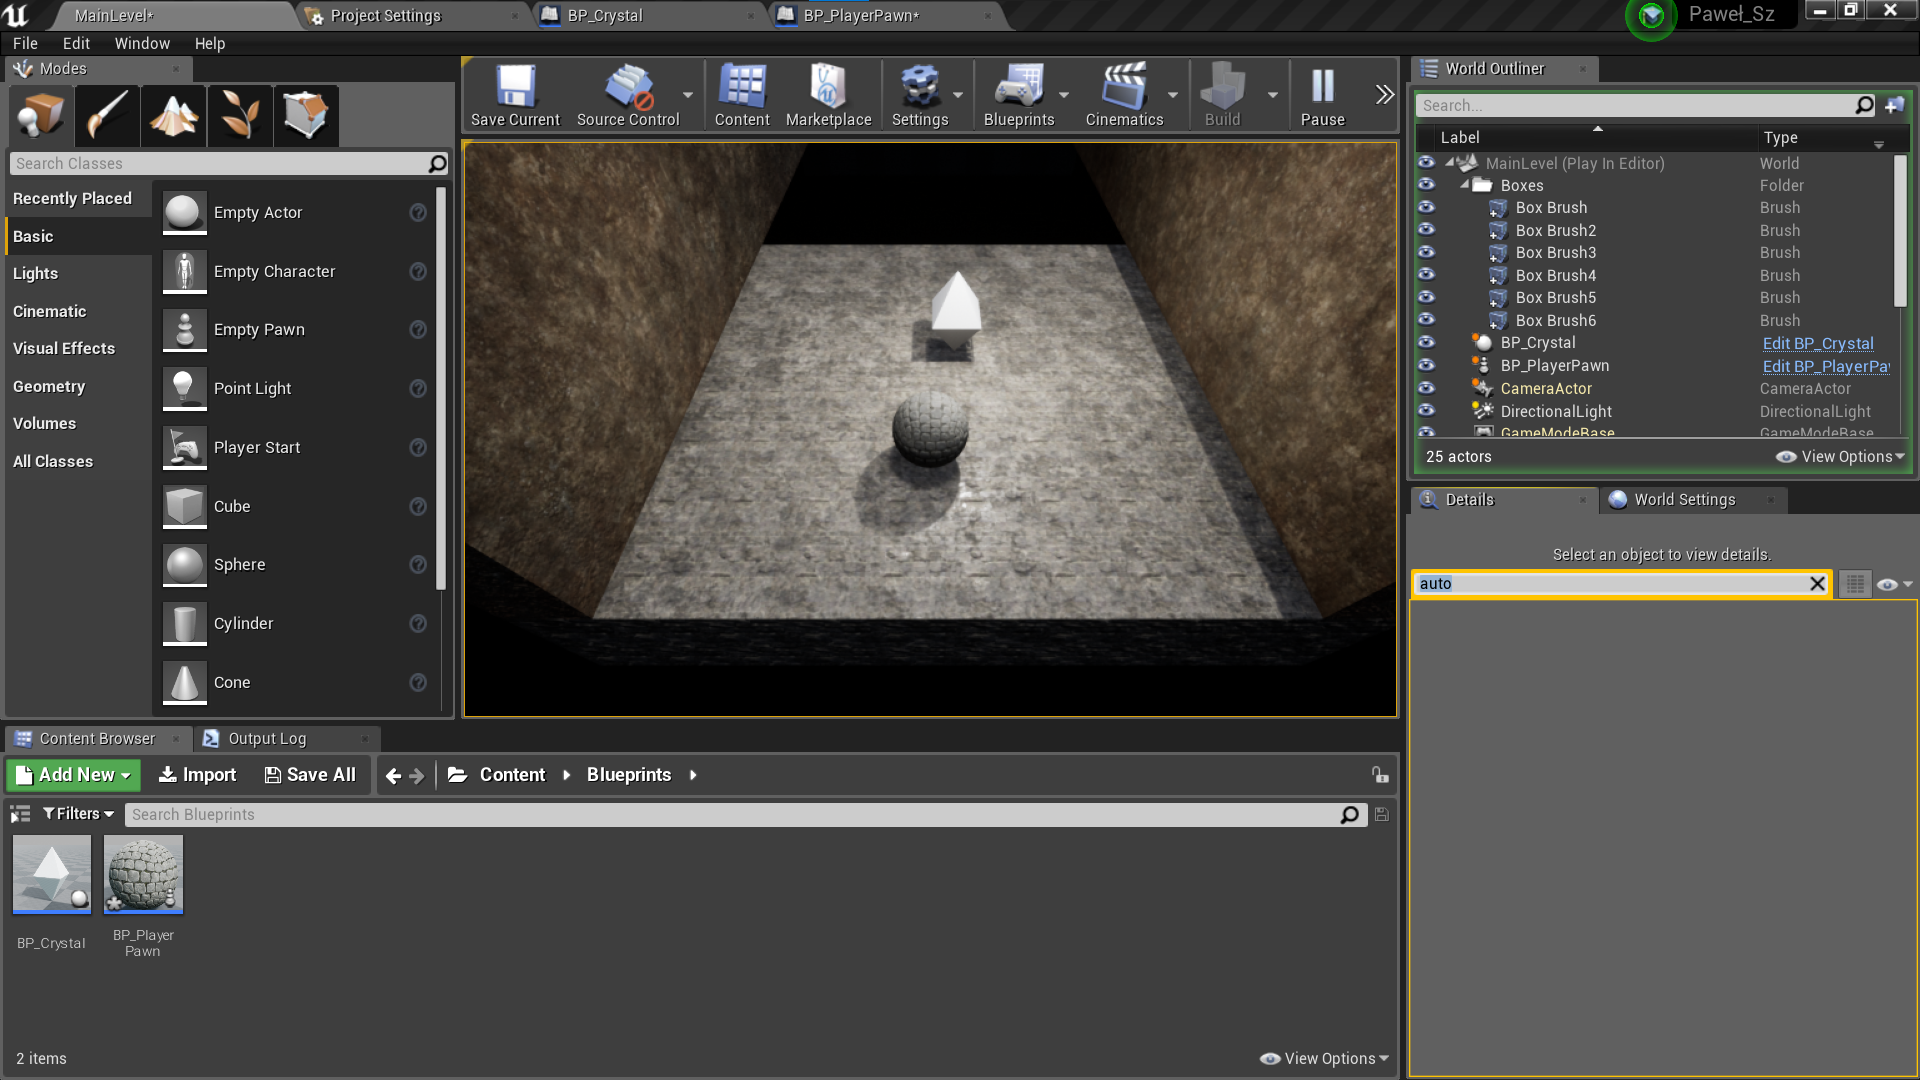 MainLevel*
Project Settings
BP_Crystal
BP_PlayerPawn*
Paweł_Sz
File
Edit
Window
Help
Modes
Search Classes
Recently Placed
Basic
Lights
Cinematic
Visual Effects
Geometry
Volumes
All Classes
Empty Actor
Empty Character
Empty Pawn
Point Light
Player Start
Cube
Sphere
Cylinder
Cone
Save Current
Source Control
Content
Marketplace
Settings
Blueprints
Cinematics
Build
Pause
World Outliner
Search...
Label
Type
MainLevel (Play In Editor)
World
Boxes
Folder
Box Brush
Brush
Box Brush2
Brush
Box Brush3
Brush
Box Brush4
Brush
Box Brush5
Brush
Box Brush6
Brush
BP_Crystal
Edit BP_Crystal
BP_PlayerPawn
Edit BP_PlayerPa
CameraActor
CameraActor
DirectionalLight
DirectionalLight
GameModeBase
GameModeBase
25 actors
View Options
Details
World Settings
Select an object to view details.
auto
Content Browser
Output Log
Add New
Import
Save All
Content
Blueprints
Filters
Search Blueprints
BP_Crystal
BP_Player
Pawn
2 items
View Options